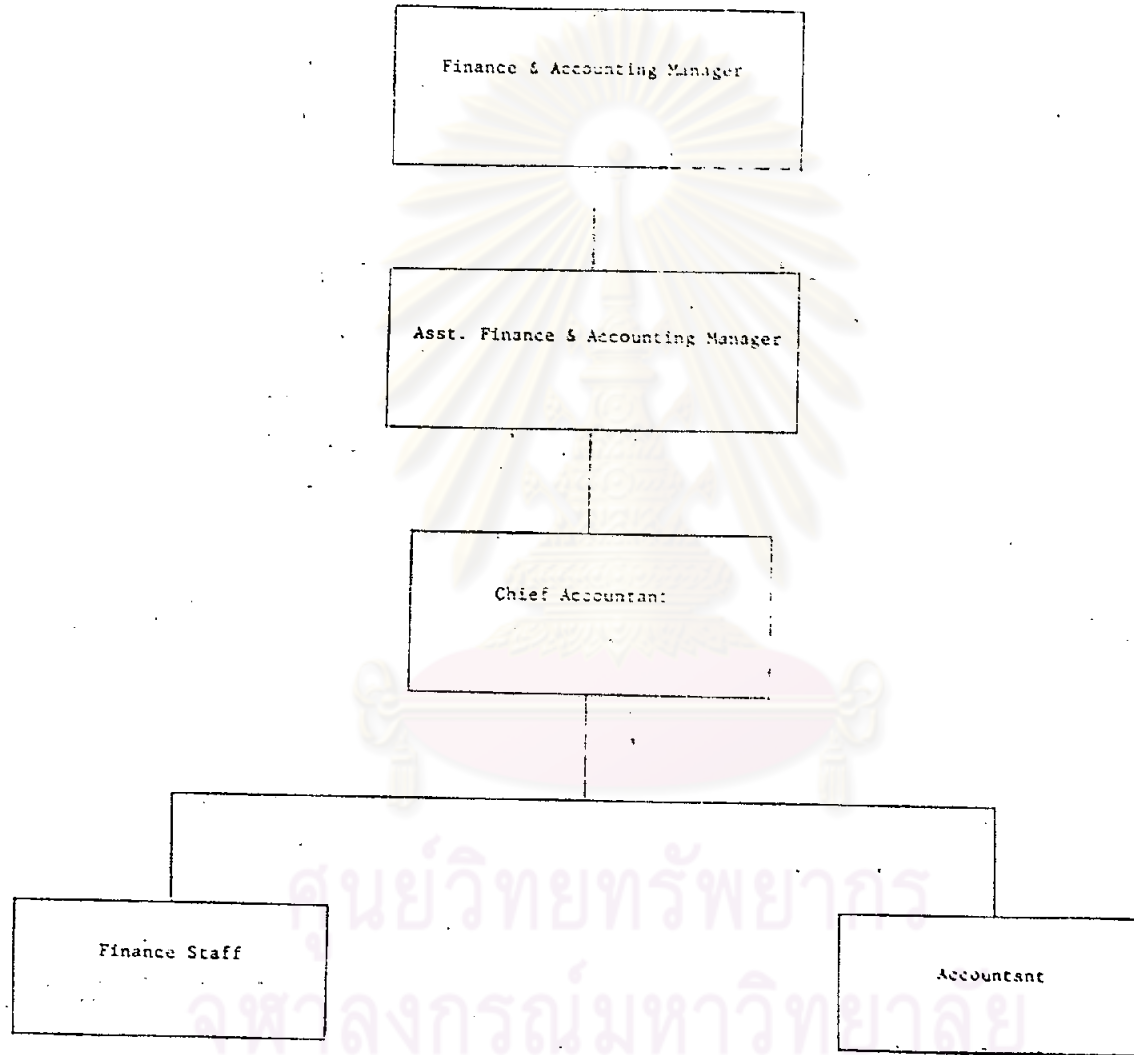 Finance & Accounting Manager
Asst. Finance & Accounting Manager
Chief Accountant
Finance Staff
Accountant
ศูนย์วิทยทรัพยากร
จุฬาลงกรณ์มหาวิทยาลัย